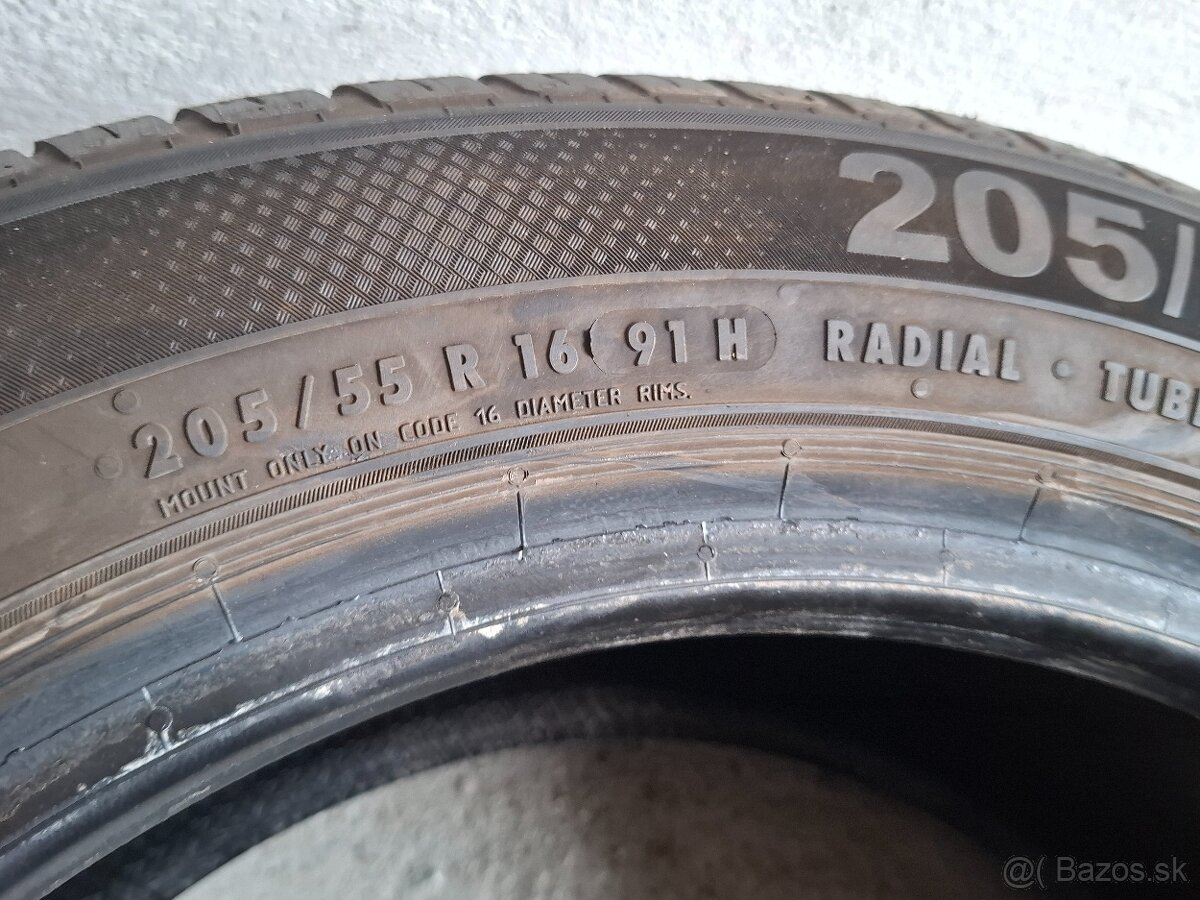 205/
205/55 R 16 91 H RADIAL • TUBE
MOUNT ONLY ON CODE 16 DIAMETER RIMS.
@( Bazos.sk